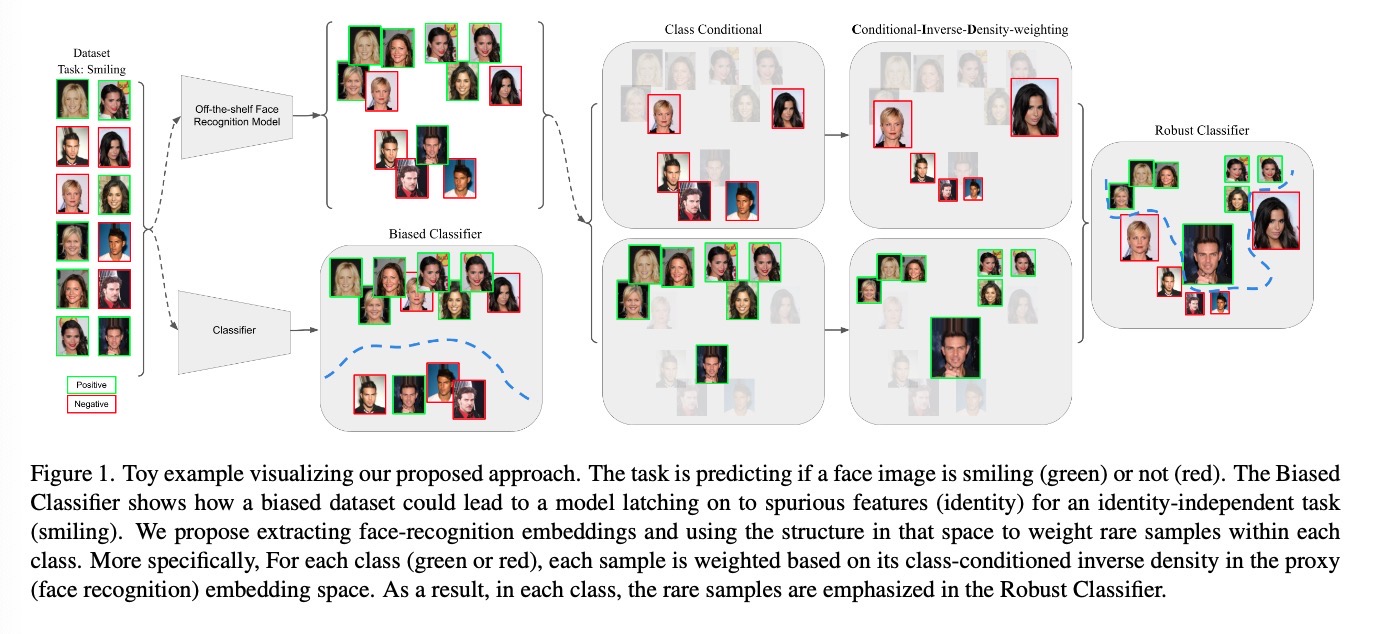 Dataset
Task: Smiling
Positive
Negative
Off-the-shelf Face
Recognition Model
Classifier
Biased Classifier
Class Conditional
Conditional-Inverse-Density-weighting
Robust Classifier
Figure 1. Toy example visualizing our proposed approach. The task is predicting if a face image is smiling (green) or not (red). The Biased
Classifier shows how a biased dataset could lead to a model latching on to spurious features (identity) for an identity-independent task
(smiling). We propose extracting face-recognition embeddings and using the structure in that space to weight rare samples within each
class. More specifically, For each class (green or red), each sample is weighted based on its class-conditioned inverse density in the proxy
(face recognition) embedding space. As a result, in each class, the rare samples are emphasized in the Robust Classifier.